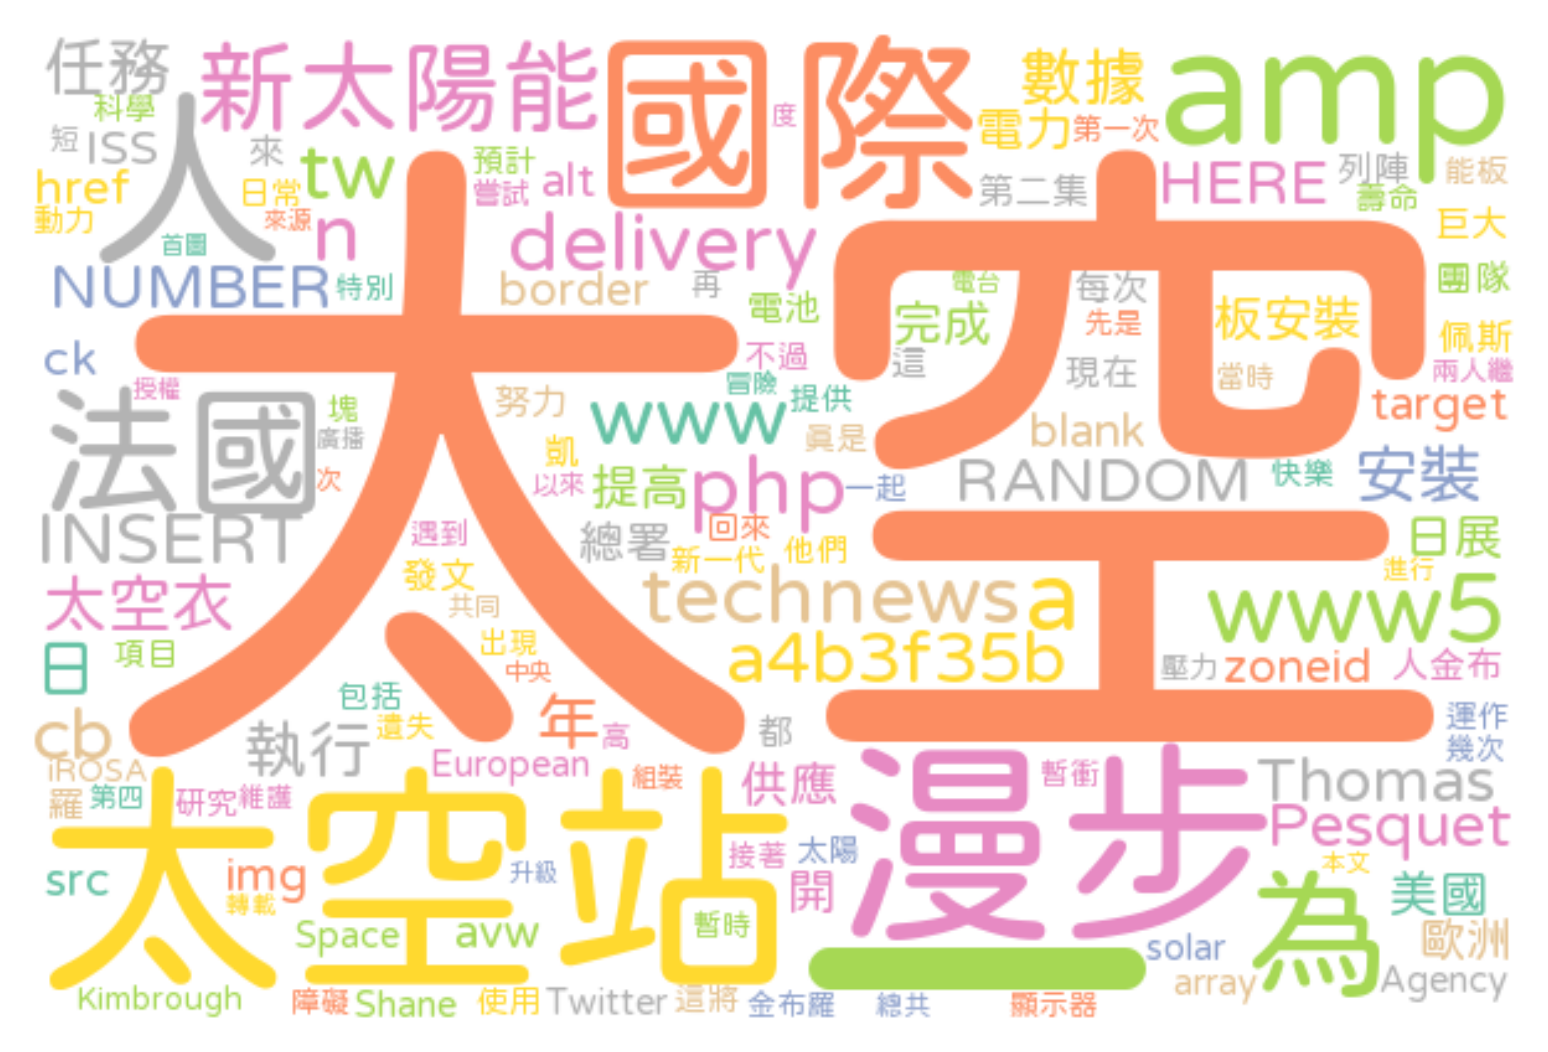 任務 新太陽能 國際 數據 amp
科學 度 電力 第一次
短 ISS 人 來 tw 預計 alt 第二集 HERE 列陣 能板
href 日常 嘗試 壽命
動力 來源 n delivery 太空 巨大
首圖 NUMBER 特別 border 再 電台 每次 團隊
電池 完成 先是 板安裝 佩斯
ck 授權 不過 這 現在 當時 兩人繼
法國 塊 努力 冒險 提供 target
廣播 www 真是 blank
次 凱 以來 提高 php 一起 RANDOM 快樂 安裝
INSERT 遇到 總署 回來 日展
新一代 他們 進行
太空衣 發文 共同 technews a www5
日 項目 出現 a4b3f35b 壓力 zoneid 人金布
中央
包括 遺失 年 高 都 運作
cb 執行 幾次
iROSA European 組裝 供應 漫步 暫衝 Thomas
羅 第四 研究 維護 Pesquet
太空站 接著 太陽 本文
src img 升級 開 為 美國
轉載 Space avw 暫時 一 solar 歐洲
array Agency
Kimbrough 障礙 Shane 使用 Twitter 這將 金布羅 總共 顯示器